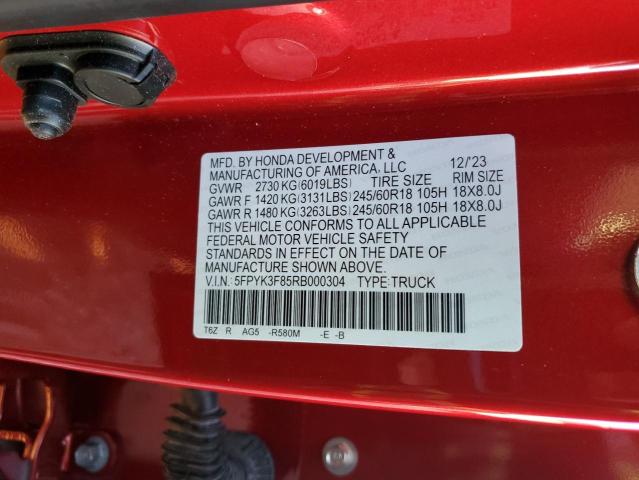 MFD. BY HONDA DEVELOPMENT &
MANUFACTURING OF AMERICA, LLC 12/'23
GVWR 2730 KG(6019LBS) TIRE SIZE RIM SIZE
GAWR F 1420 KG(3131LBS) 245/60R18 105H 18X8.0J
GAWR R 1480 KG(3263LBS) 245/60R18 105H 18X8.0J
THIS VEHICLE CONFORMS TO ALL APPLICABLE
FEDERAL MOTOR VEHICLE SAFETY
STANDARDS IN EFFECT ON THE DATE OF
MANUFACTURE SHOWN ABOVE.
V.I.N.: 5FPYK3F85RB000304 TYPE:TRUCK
T6Z R AG5 -R580M -E -B